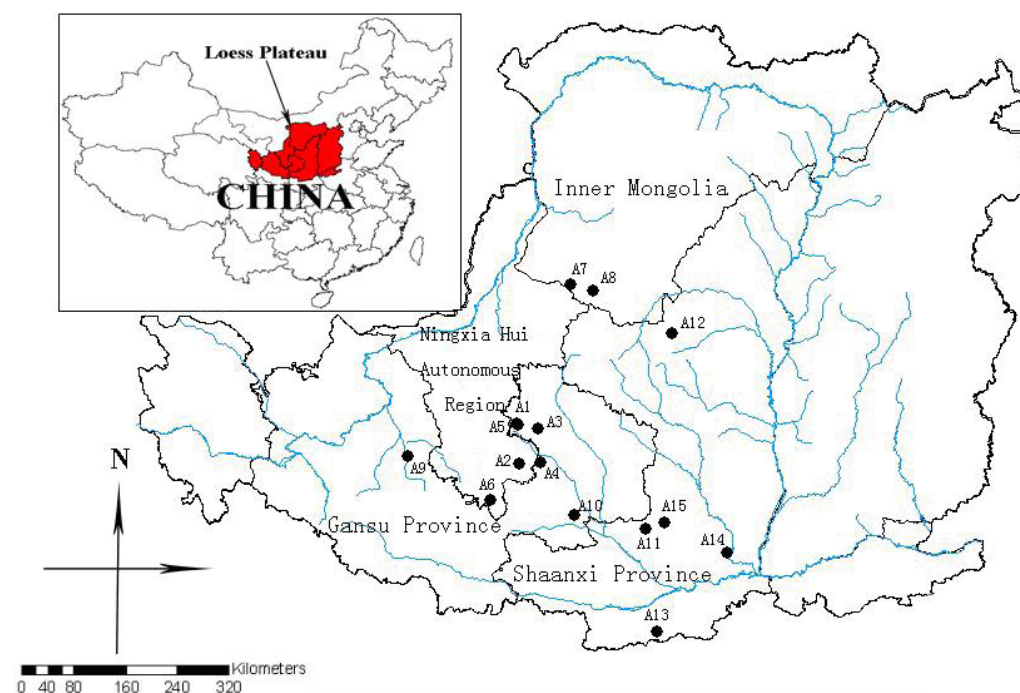 Loess Plateau
CHINA
Inner Mongolia
A7
A8
A12
Ningxia Hui
Autonomous
Region
A1
A5
A3
A9
A2
A4
A6
A10
A15
Gansu Province
A11
A14
Shaanxi Province
A13
N
Kilometers
0 40 80 160 240 320